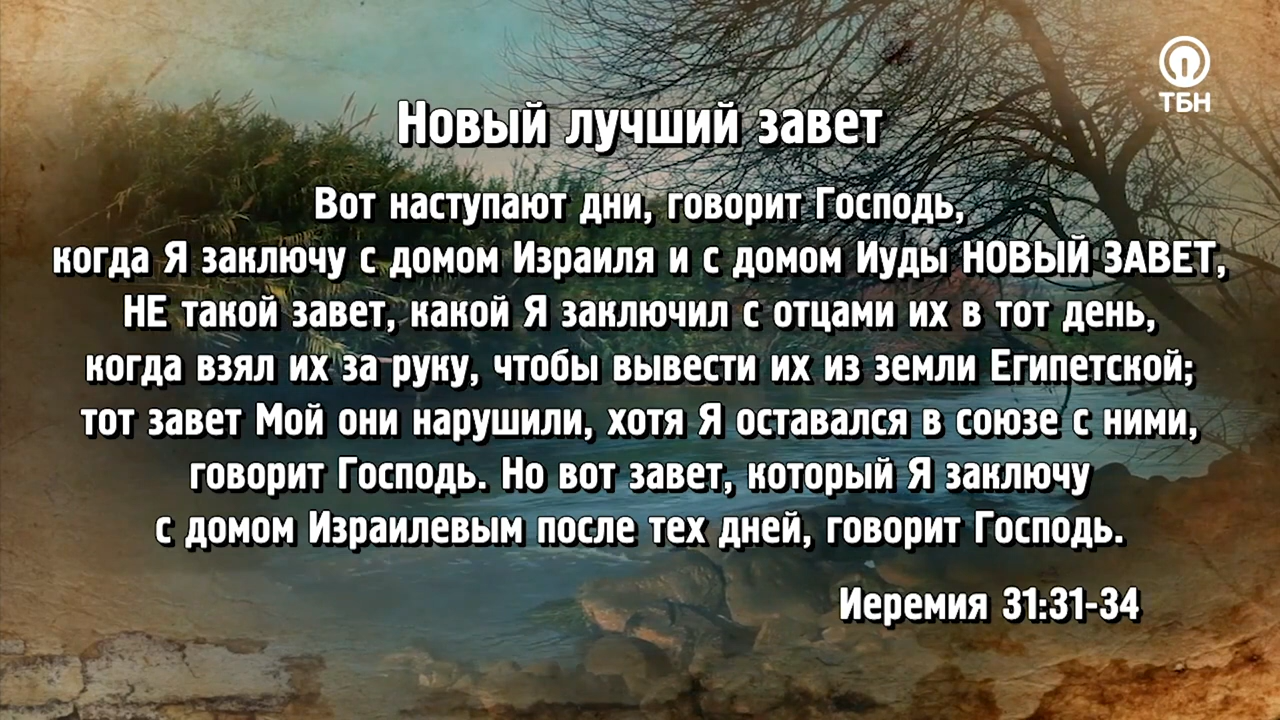 ТБН
Новый лучший завет
Вот наступают дни, говорит Господь,
когда Я заключу с домом Израиля и с домом Иуды НОВЫЙ ЗАВЕТ,
НЕ такой завет, какой Я заключил с отцами их в тот день,
когда взял их за руку, чтобы вывести их из земли Египетской;
тот завет Мой они нарушили, хотя Я оставался в союзе с ними,
говорит Господь. Но вот завет, который Я заключу
с домом Израилевым после тех дней, говорит Господь.
Иеремия 31:31-34